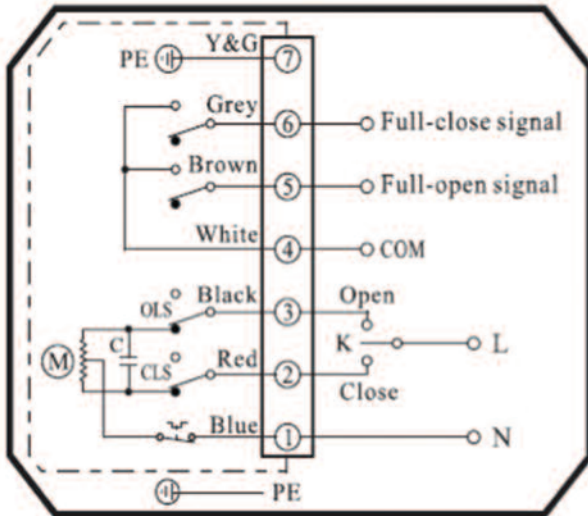 PE Y&G 7
Grey 6 Full-close signal
Brown 5 Full-open signal
White 4 COM
OLS Black 3 Open
M C K L
CLS Red 2 Close
Blue 1 N
PE